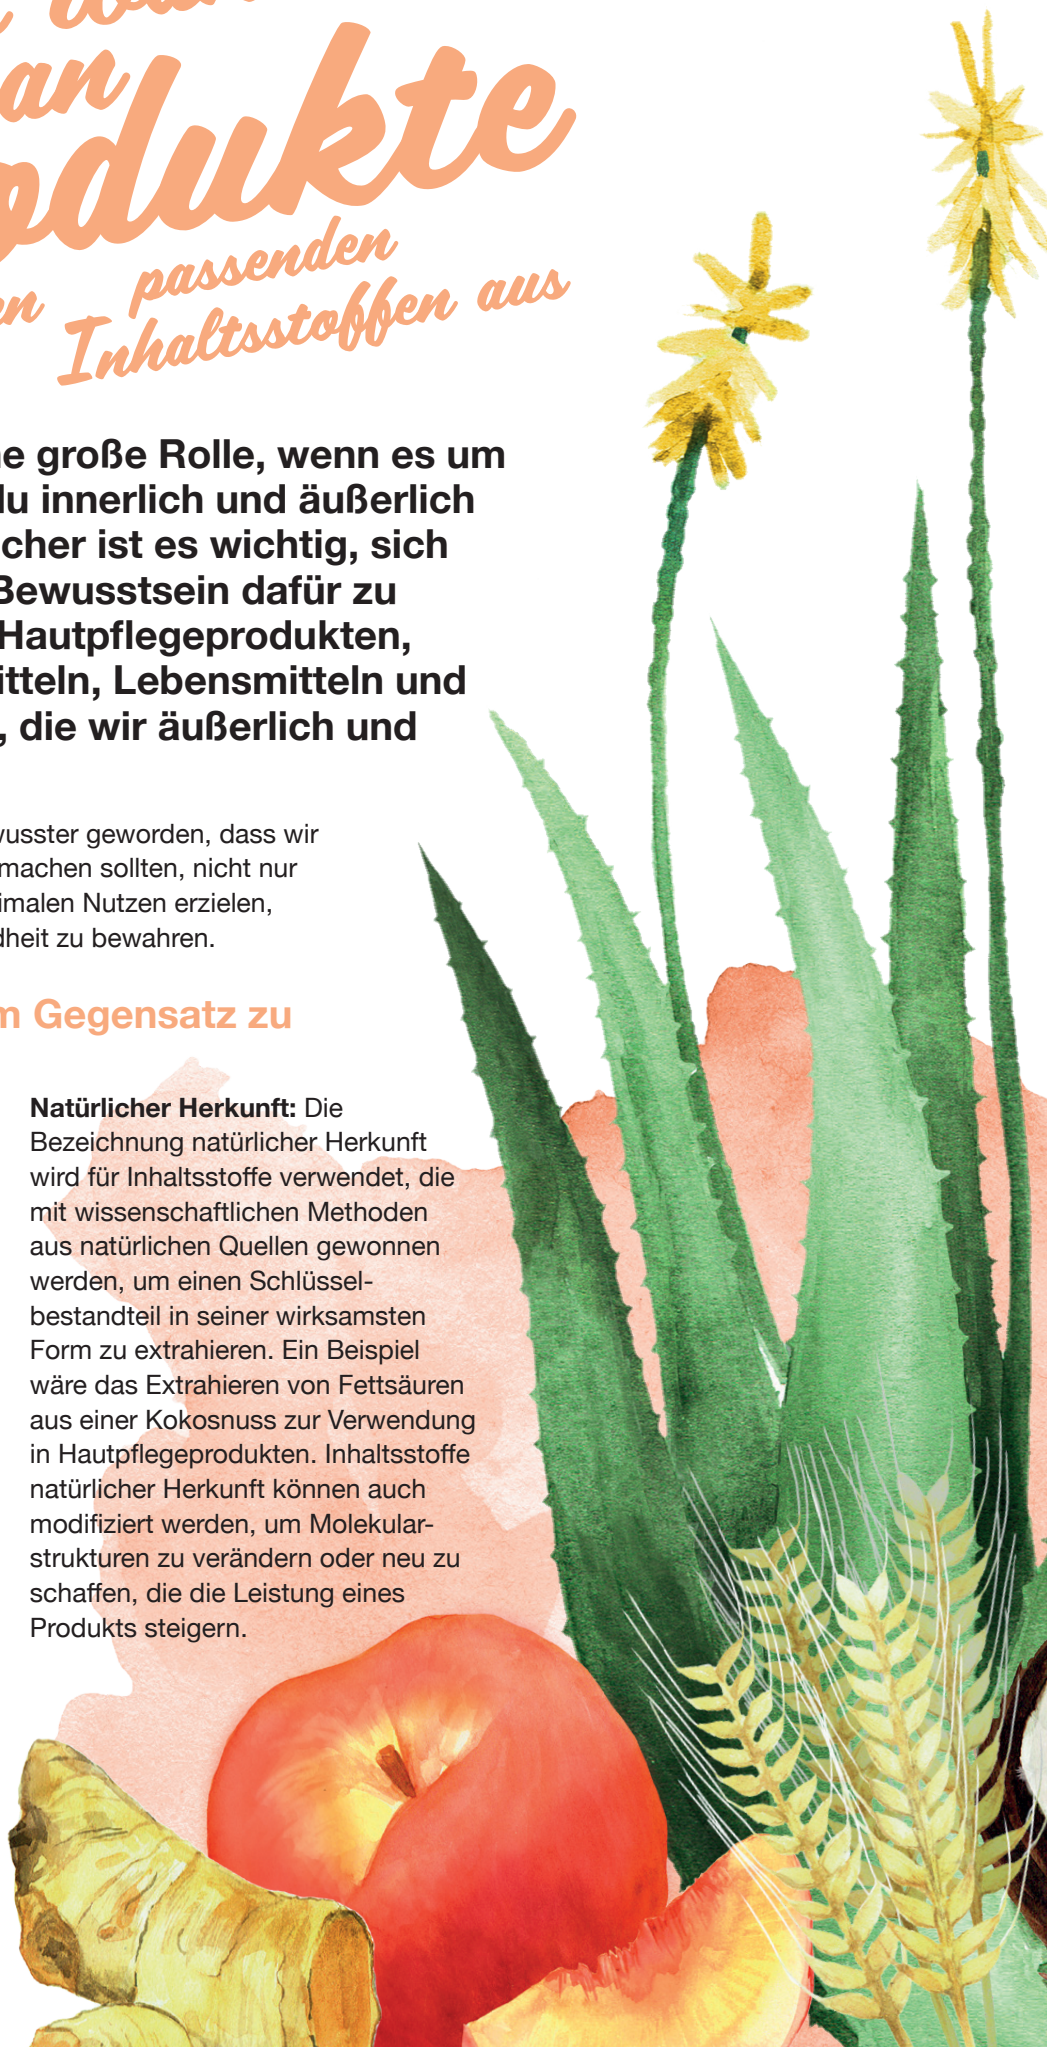 an
dukte
passenden
Inhaltsstoffen aus
große Rolle, wenn es um
innerlich und äußerlich
ist es wichtig, sich
Bewusstsein dafür zu
Hautpflegeprodukten,
Lebensmitteln und
, die wir äußerlich und
geworden, dass wir
machen sollten, nicht nur
Nutzen erzielen,
zu bewahren.
Gegensatz zu
Natürlicher Herkunft: Die
Bezeichnung natürlicher Herkunft
wird für Inhaltsstoffe verwendet, die
mit wissenschaftlichen Methoden
aus natürlichen Quellen gewonnen
werden, um einen Schlüssel-
bestandteil in seiner wirksamsten
Form zu extrahieren. Ein Beispiel
wäre das Extrahieren von Fettsäuren
aus einer Kokosnuss zur Verwendung
in Hautpflegeprodukten. Inhaltsstoffe
natürlicher Herkunft können auch
modifiziert werden, um Molekular-
strukturen zu verändern oder neu zu
schaffen, die die Leistung eines
Produkts steigern.